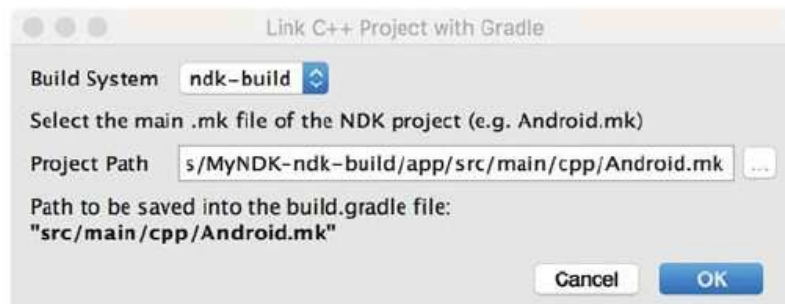 Link C++ Project with Gradle
Build System ndk-build
Select the main .mk file of the NDK project (e.g. Android.mk)
Project Path s/MyNDK-ndk-build/app/src/main/cpp/Android.mk ...
Path to be saved into the build.gradle file:
"src/main/cpp/Android.mk"
Cancel OK